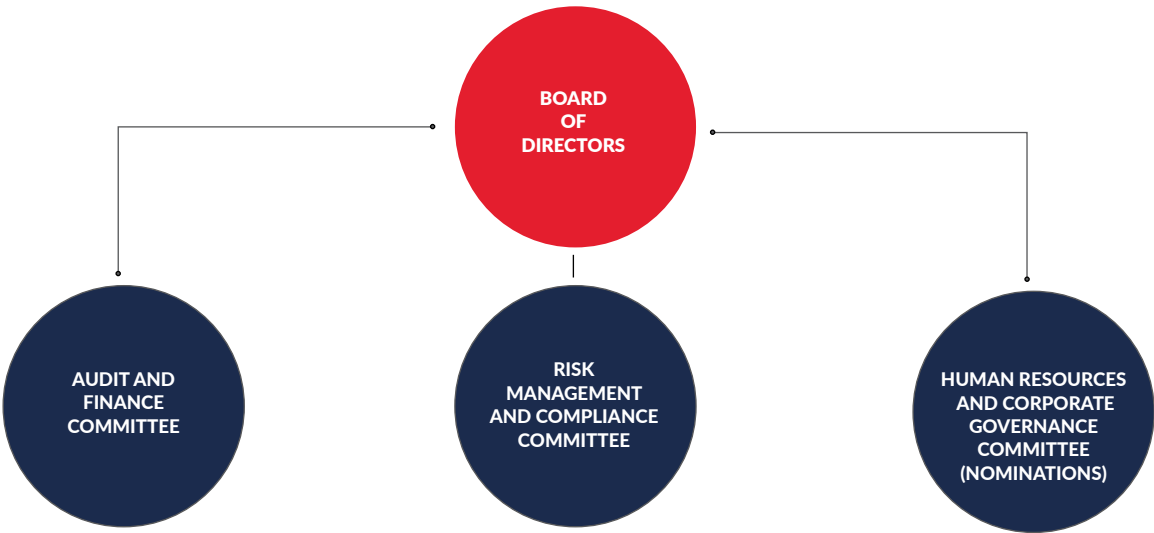 BOARD
OF
DIRECTORS
AUDIT AND
FINANCE
COMMITTEE
RISK
MANAGEMENT
AND COMPLIANCE
COMMITTEE
HUMAN RESOURCES
AND CORPORATE
GOVERNANCE
COMMITTEE
(NOMINATIONS)